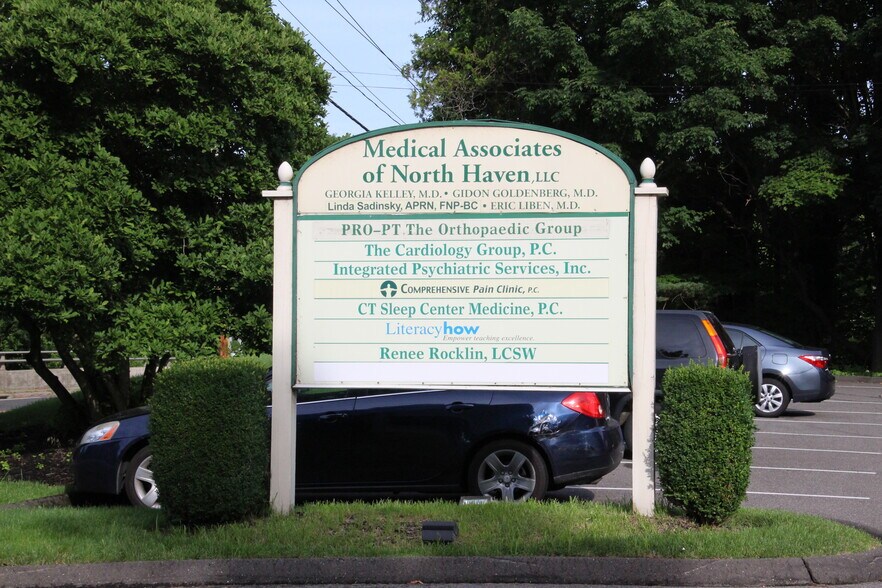 Medical Associates
of North Haven, LLC
GEORGIA KELLEY, M.D. • GIDON GOLDENBERG, M.D.
Linda Sadinsky, APRN, FNP-BC • ERIC LIBEN, M.D.
PRO-PT The Orthopaedic Group
The Cardiology Group, P.C.
Integrated Psychiatric Services, Inc.
COMPREHENSIVE Pain Clinic, P.C.
CT Sleep Center Medicine, P.C.
Literacyhow
Empower teaching excellence.
Renee Rocklin, LCSW